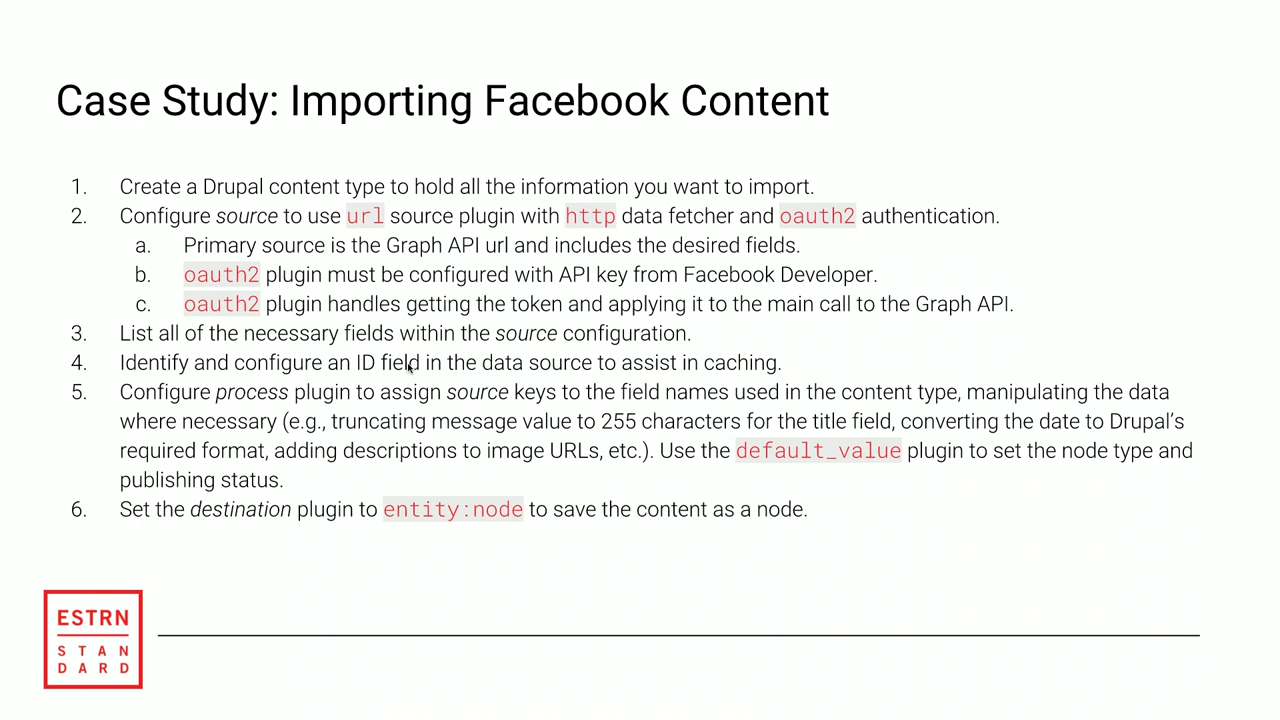 Case Study: Importing Facebook Content
1. Create a Drupal content type to hold all the information you want to import.
2. Configure source to use url source plugin with http data fetcher and oauth2 authentication.
a. Primary source is the Graph API url and includes the desired fields.
b. oauth2 plugin must be configured with API key from Facebook Developer.
c. oauth2 plugin handles getting the token and applying it to the main call to the Graph API.
3. List all of the necessary fields within the source configuration.
4. Identify and configure an ID field in the data source to assist in caching.
5. Configure process plugin to assign source keys to the field names used in the content type, manipulating the data
where necessary (e.g., truncating message value to 255 characters for the title field, converting the date to Drupal's
required format, adding descriptions to image URLs, etc.). Use the default_value plugin to set the node type and
publishing status.
6. Set the destination plugin to entity:node to save the content as a node.
ESTRN
STAN
DARD